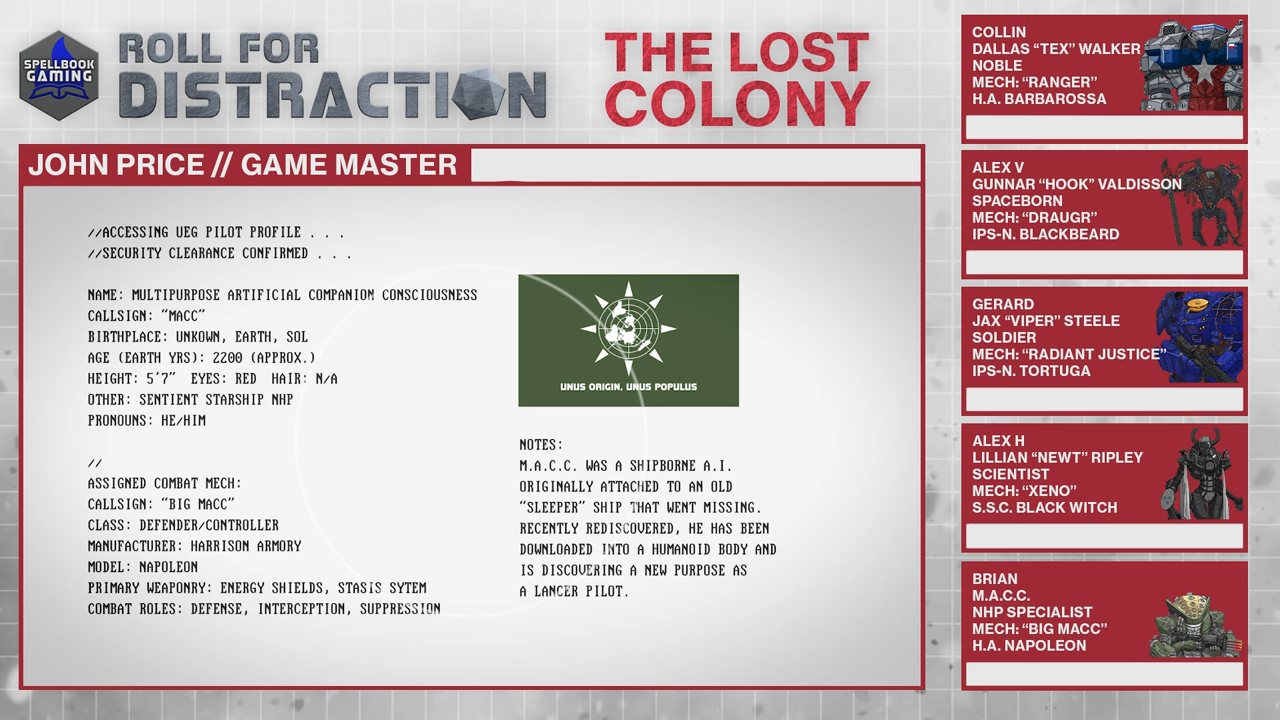 SPELLBOOK
GAMING
ROLL FOR
DISTRACTION
THE LOST
COLONY
JOHN PRICE // GAME MASTER
//ACCESSING UEG PILOT PROFILE . . .
//SECURITY CLEARANCE CONFIRMED . . .
NAME: MULTIPURPOSE ARTIFICIAL COMPANION CONSCIOUSNESS
CALLSIGN: "MACC"
BIRTHPLACE: UNKOWN, EARTH, SOL
AGE (EARTH YRS): 2200 (APPROX.)
HEIGHT: 5'7" EYES: RED HAIR: N/A
OTHER: SENTIENT STARSHIP NHP
PRONOUNS: HE/HIM
//
ASSIGNED COMBAT MECH:
CALLSIGN: "BIG MACC"
CLASS: DEFENDER/CONTROLLER
MANUFACTURER: HARRISON ARMORY
MODEL: NAPOLEON
PRIMARY WEAPONRY: ENERGY SHIELDS, STASIS SYTEM
COMBAT ROLES: DEFENSE, INTERCEPTION, SUPPRESSION
UNUS ORIGIN, UNUS POPULUS
NOTES:
M.A.C.C. WAS A SHIPBORNE A.I.
ORIGINALLY ATTACHED TO AN OLD
"SLEEPER" SHIP THAT WENT MISSING.
RECENTLY REDISCOVERED, HE HAS BEEN
DOWNLOADED INTO A HUMANOID BODY AND
IS DISCOVERING A NEW PURPOSE AS
A LANCER PILOT.
COLLIN
DALLAS “TEX” WALKER
NOBLE
MECH: “RANGER”
H.A. BARBAROSSA
ALEX V
GUNNAR “HOOK” VALDISSON
SPACEBORN
MECH: “DRAUGR”
IPS-N. BLACKBEARD
GERARD
JAX “VIPER” STEELE
SOLDIER
MECH: “RADIANT JUSTICE”
IPS-N. TORTUGA
ALEX H
LILLIAN “NEWT” RIPLEY
SCIENTIST
MECH: “XENO”
S.S.C. BLACK WITCH
BRIAN
M.A.C.C.
NHP SPECIALIST
MECH: “BIG MACC”
H.A. NAPOLEON